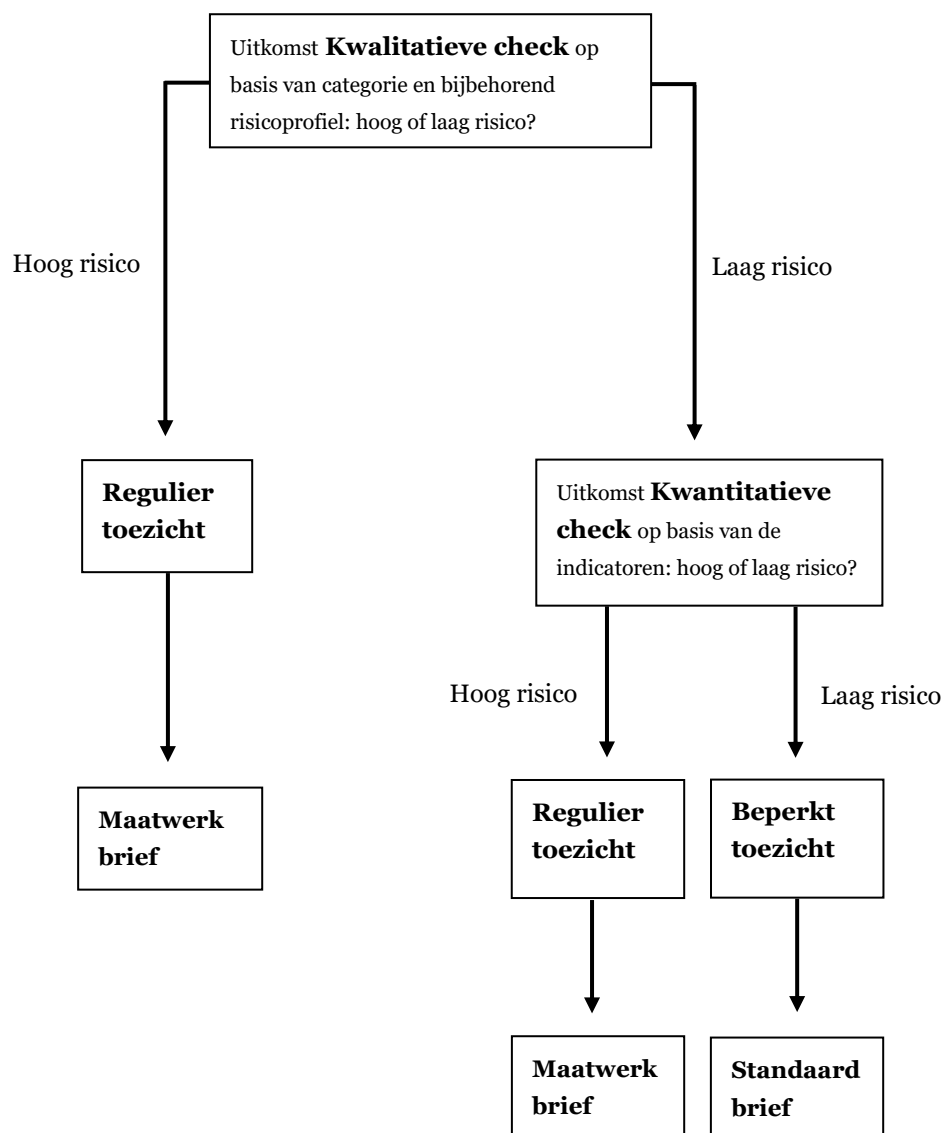 Uitkomst Kwalitatieve check op
basis van categorie en bijbehorend
risicoprofiel: hoog of laag risico?
Hoog risico
Laag risico
Regulier
toezicht
Uitkomst Kwantitatieve
check op basis van de
indicatoren: hoog of laag risico?
Hoog risico
Laag risico
Maatwerk
brief
Regulier
toezicht
Beperkt
toezicht
Maatwerk
brief
Standaard
brief